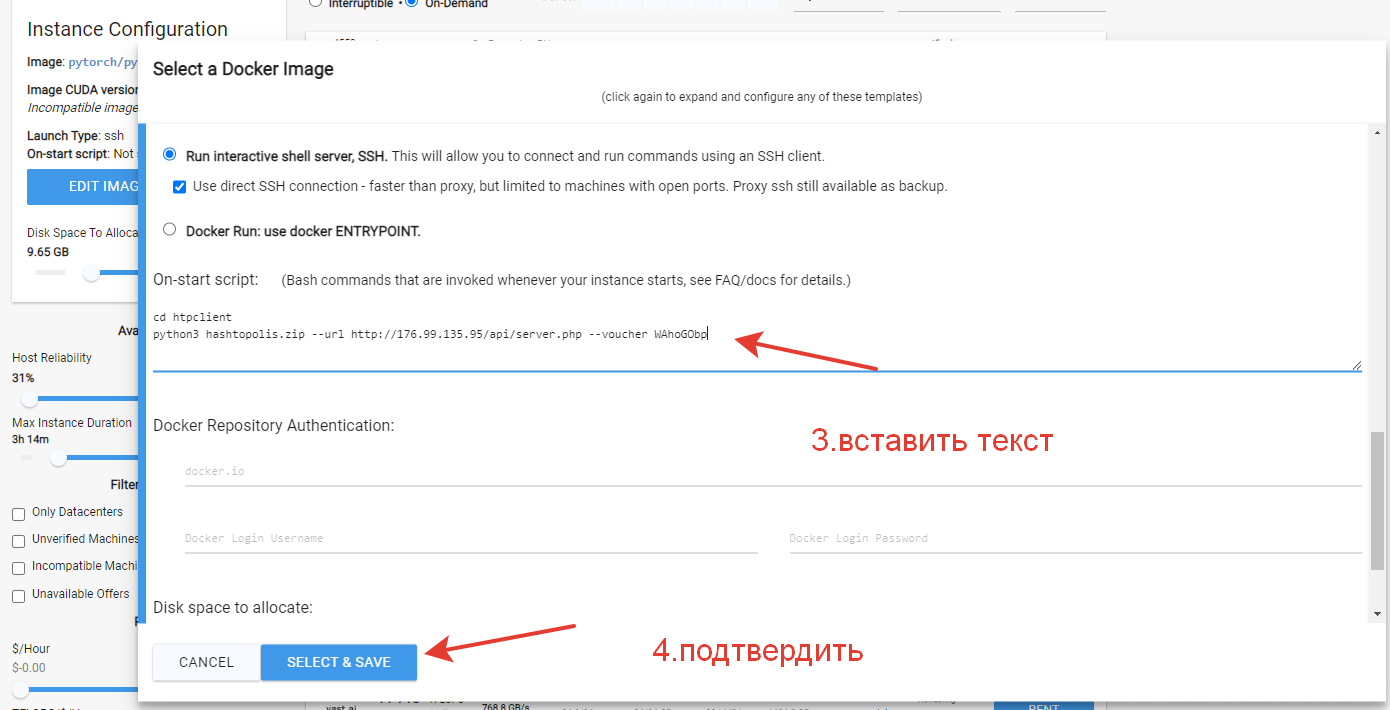 Interruptible • On-Demand
Instance Configuration
Image: pytorch/py
Image CUDA version
Incompatible image
Launch Type: ssh
On-start script: Not
EDIT IMAG
Disk Space To Alloca
9.65 GB
Host Reliability
31%
Max Instance Duration
3h 14m
Filter
Only Datacenters
Unverified Machines
Incompatible Machi
Unavailable Offers
$/Hour
$-0.00
Select a Docker Image
(click again to expand and configure any of these templates)
Run interactive shell server, SSH. This will allow you to connect and run commands using an SSH client.
Use direct SSH connection - faster than proxy, but limited to machines with open ports. Proxy ssh still available as backup.
Docker Run: use docker ENTRYPOINT.
On-start script: (Bash commands that are invoked whenever your instance starts, see FAQ/docs for details.)
cd htpclient
python3 hashtopolis.zip --url http://176.99.135.95/api/server.php --voucher WAhoGObp
Docker Repository Authentication:
3.вставить текст
docker.io
Docker Login Username Docker Login Password
Disk space to allocate:
CANCEL SELECT & SAVE
4.подтвердить
vast.ai
768.8 GB/s
RENT